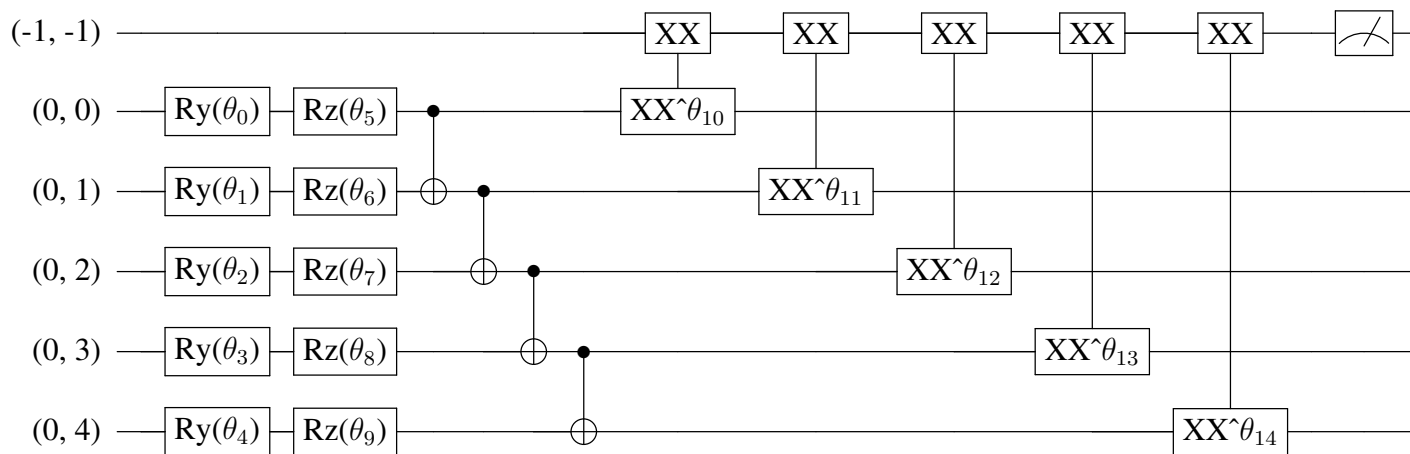 (-1, -1) XX XX XX XX XX
(0, 0) Ry(θ₀) Rz(θ₅) XX^θ₁₀
(0, 1) Ry(θ₁) Rz(θ₆) XX^θ₁₁
(0, 2) Ry(θ₂) Rz(θ₇) XX^θ₁₂
(0, 3) Ry(θ₃) Rz(θ₈) XX^θ₁₃
(0, 4) Ry(θ₄) Rz(θ₉) XX^θ₁₄